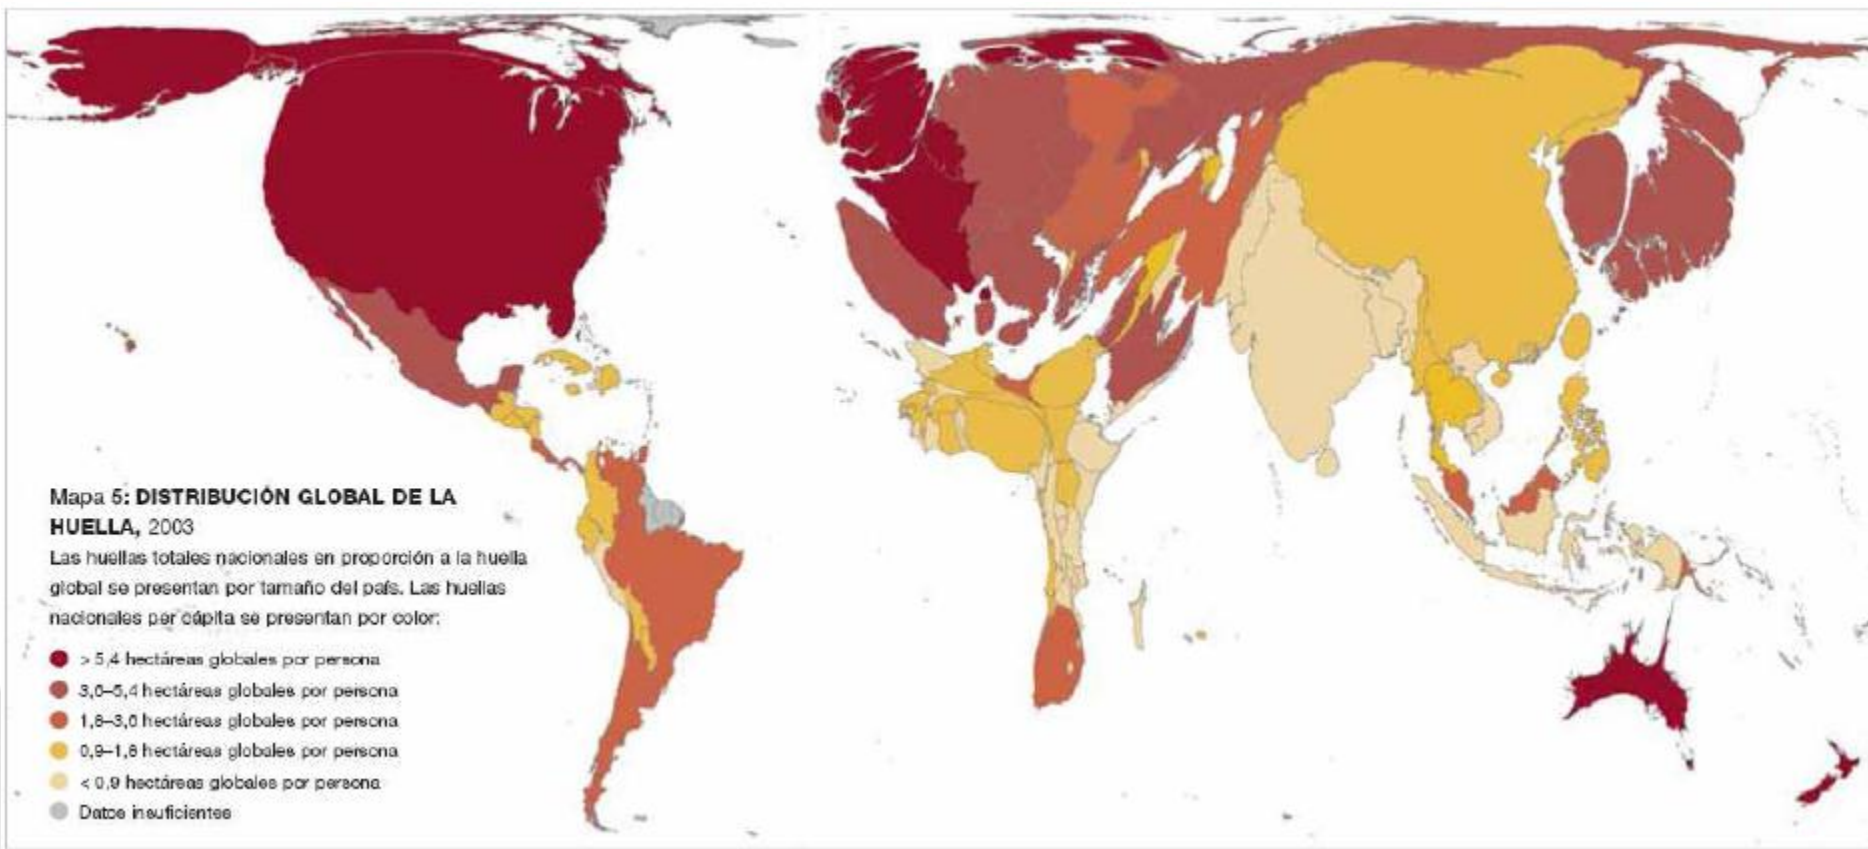 Mapa 5: DISTRIBUCIÓN GLOBAL DE LA
HUELLA, 2003
Las huellas totales nacionales en proporción a la huella
global se presentan por tamaño del país. Las huellas
nacionales per cápita se presentan por color:
> 5,4 hectáreas globales por persona
3,6–5,4 hectáreas globales por persona
1,8–3,6 hectáreas globales por persona
0,9–1,8 hectáreas globales por persona
< 0,9 hectáreas globales por persona
Datos insuficientes